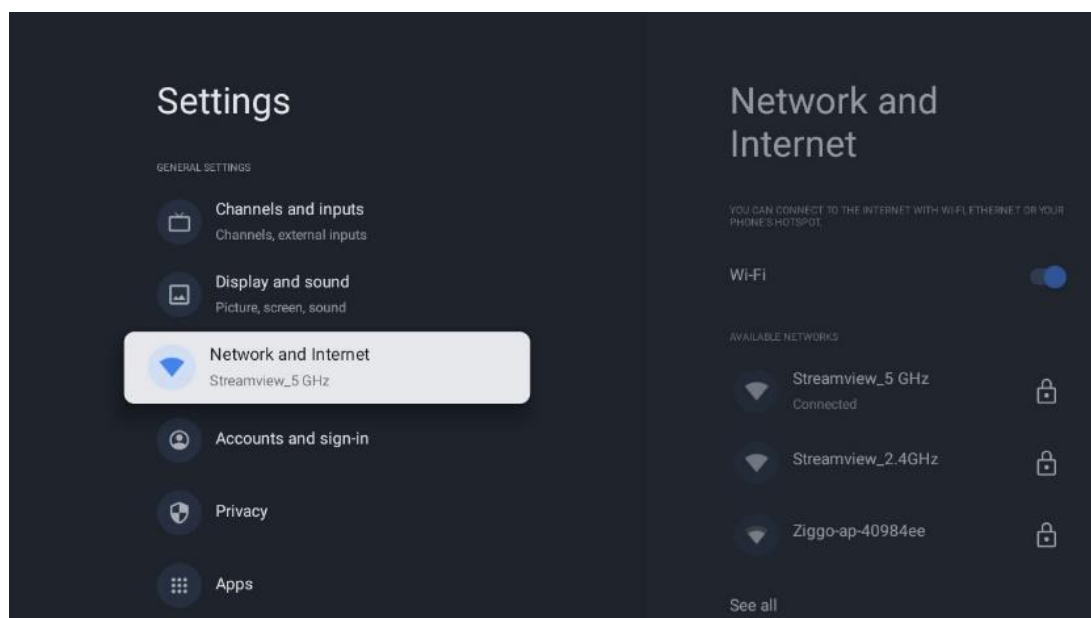 Settings
GENERAL SETTINGS
Channels and inputs
Channels, external inputs
Display and sound
Picture, screen, sound
Network and Internet
Streamview_5 GHz
Accounts and sign-in
Privacy
Apps
Network and
Internet
YOU CAN CONNECT TO THE INTERNET WITH WI-FI, ETHERNET OR YOUR
PHONE'S HOTSPOT.
Wi-Fi
AVAILABLE NETWORKS
Streamview_5 GHz
Connected
Streamview_2.4GHz
Ziggo-ap-40984ee
See all